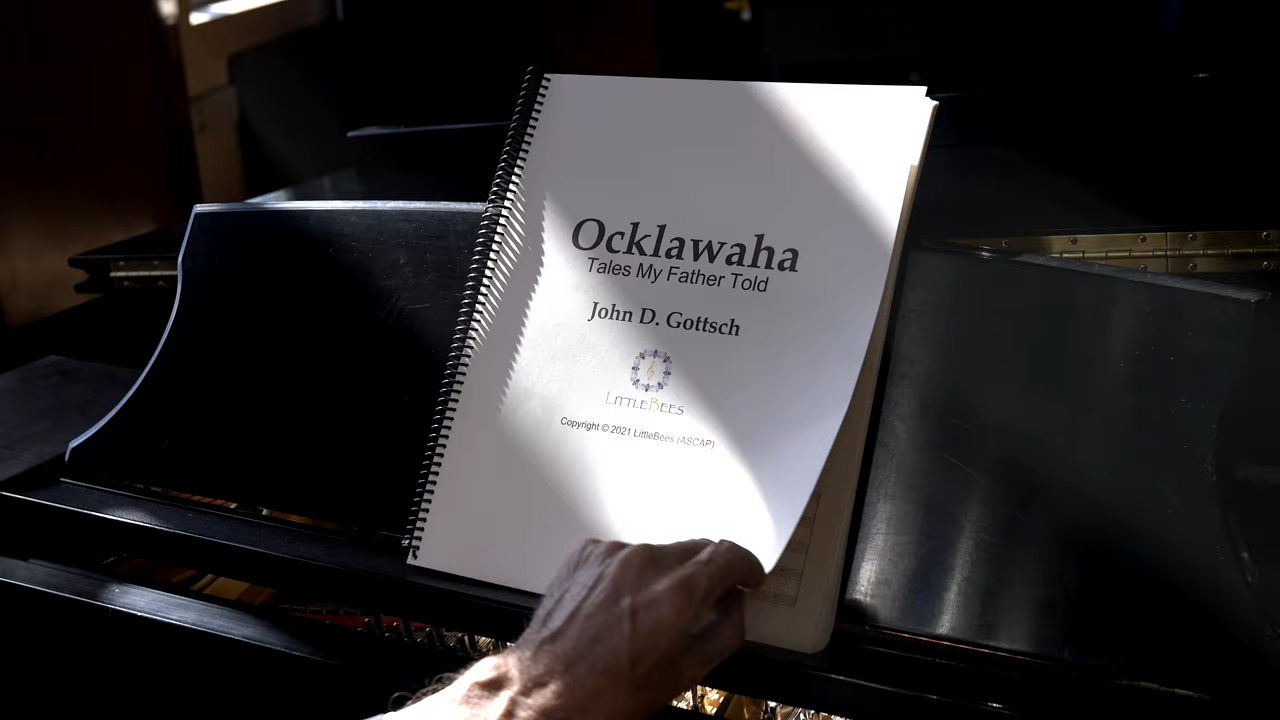 Ocklawaha
Tales My Father Told
John D. Gottsch
LITTLEBEES
Copyright © 2021 LittleBees (ASCAP)